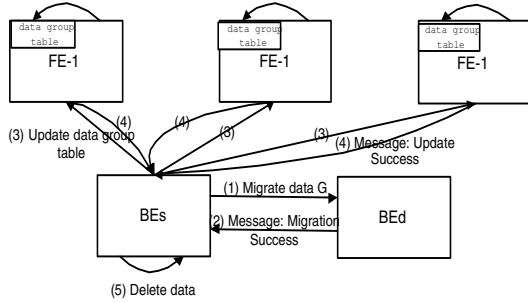 data group
table
FE-1
data group
table
FE-1
data group
table
FE-1
(4)
(4)
(3)
(3)
(3) Update data group
table
(4) Message: Update
Success
(1) Migrate data G
BEs
BEd
(2) Message: Migration
Success
(5) Delete data